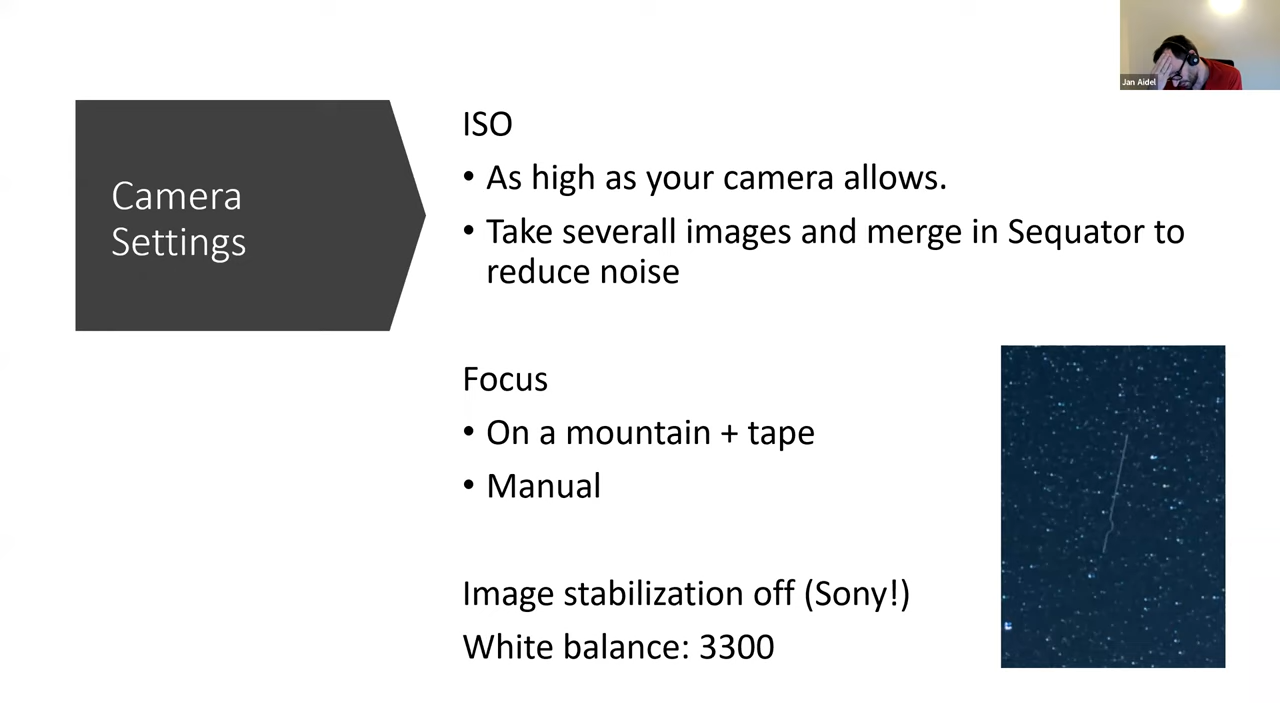 Jan Aidel
Camera
Settings
ISO
• As high as your camera allows.
• Take severall images and merge in Sequator to
reduce noise
Focus
• On a mountain + tape
• Manual
Image stabilization off (Sony!)
White balance: 3300